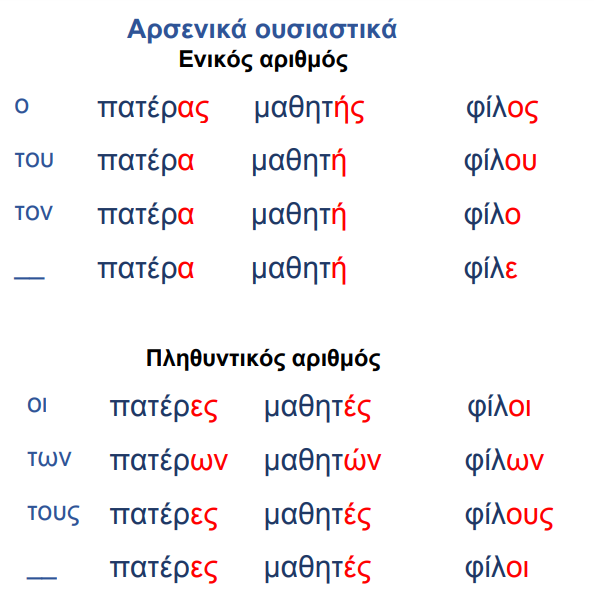 Αρσενικά ουσιαστικά
Ενικός αριθμός
ο πατέρας μαθητής φίλος
του πατέρα μαθητή φίλου
τον πατέρα μαθητή φίλο
__ πατέρα μαθητή φίλε
Πληθυντικός αριθμός
οι πατέρες μαθητές φίλοι
των πατέρων μαθητών φίλων
τους πατέρες μαθητές φίλους
__ πατέρες μαθητές φίλοι